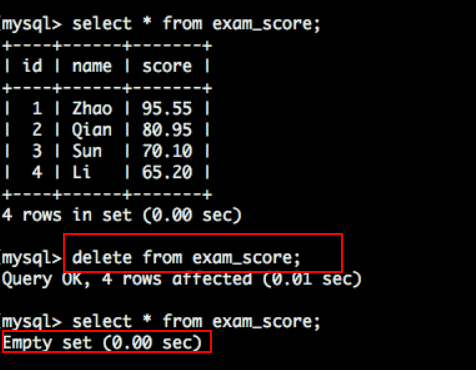 mysql> select * from exam_score;
+----+------+-------+
| id | name | score |
+----+------+-------+
| 1 | Zhao | 95.55 |
| 2 | Qian | 80.95 |
| 3 | Sun | 70.10 |
| 4 | Li | 65.20 |
+----+------+-------+
4 rows in set (0.00 sec)
mysql> delete from exam_score;
Query OK, 4 rows affected (0.01 sec)
mysql> select * from exam_score;
Empty set (0.00 sec)